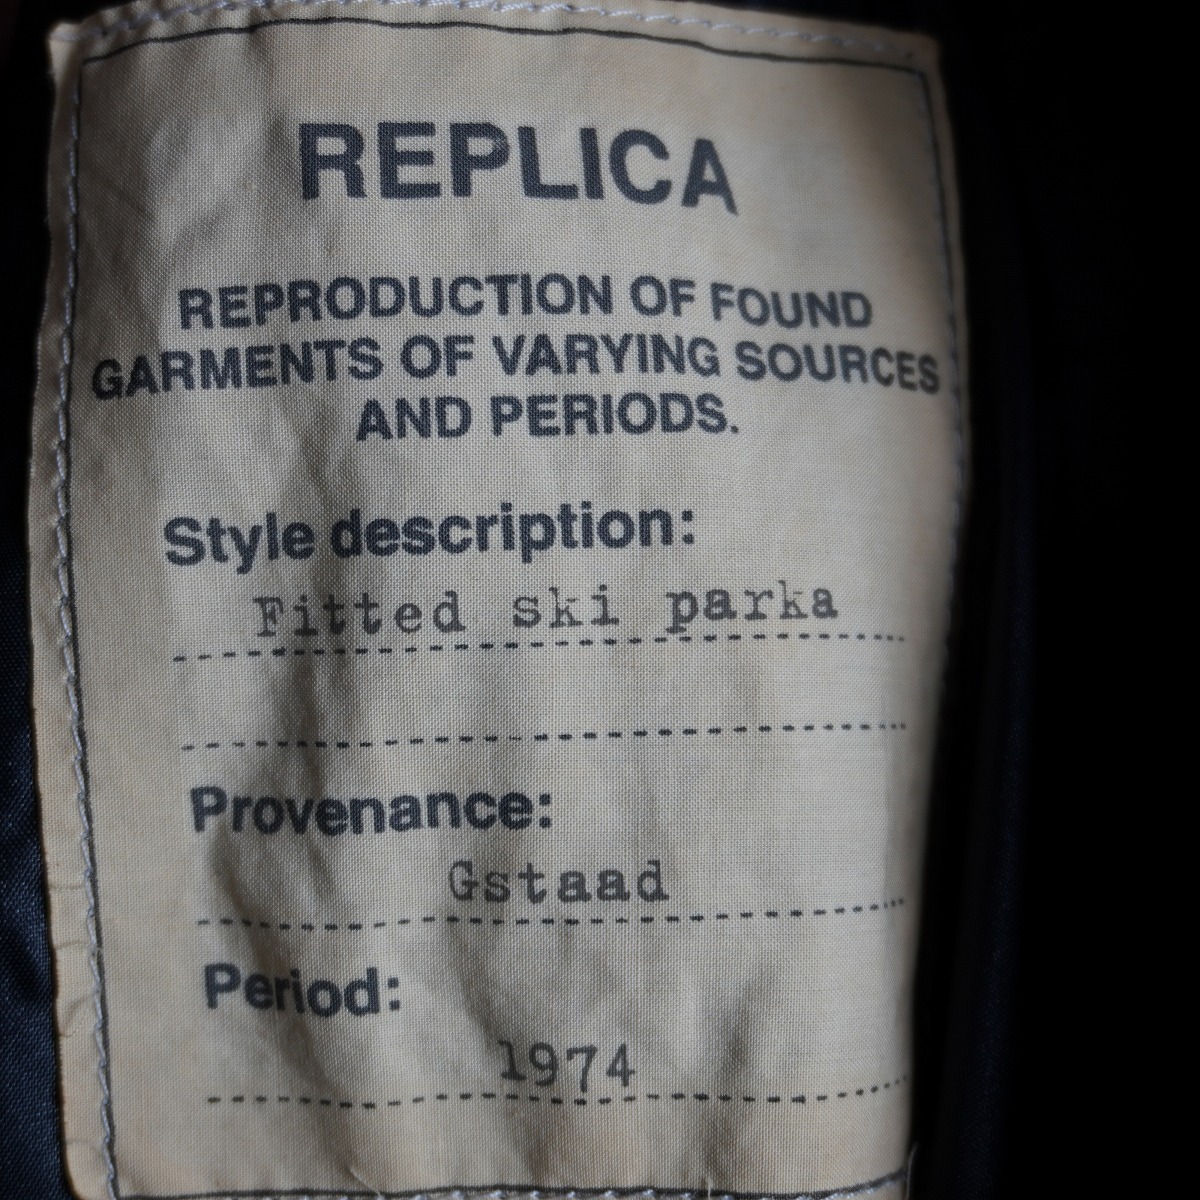 REPLICA
REPRODUCTION OF FOUND
GARMENTS OF VARYING SOURCES
AND PERIODS.
Style description:
Fitted ski parka
Provenance:
Gstaad
Period:
1974